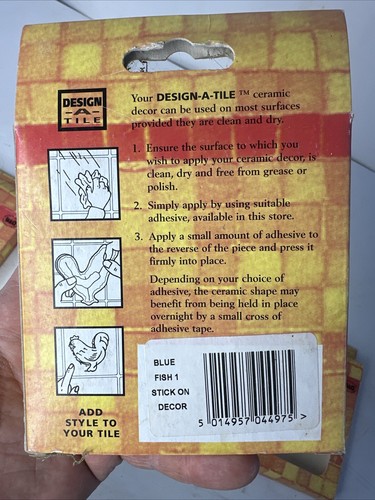 DESIGN
-A-
TILE
Your DESIGN-A-TILE ™ ceramic
decor can be used on most surfaces
provided they are clean and dry.
1. Ensure the surface to which you
wish to apply your ceramic decor, is
clean, dry and free from grease or
polish.
2. Simply apply by using suitable
adhesive, available in this store.
3. Apply a small amount of adhesive to
the reverse of the piece and press it
firmly into place.
Depending on your choice of
adhesive, the ceramic shape may
benefit from being held in place
overnight by a small cross of
adhesive tape.
ADD
STYLE TO
YOUR TILE
BLUE
FISH 1
STICK ON
DECOR
5 014957 044975 >